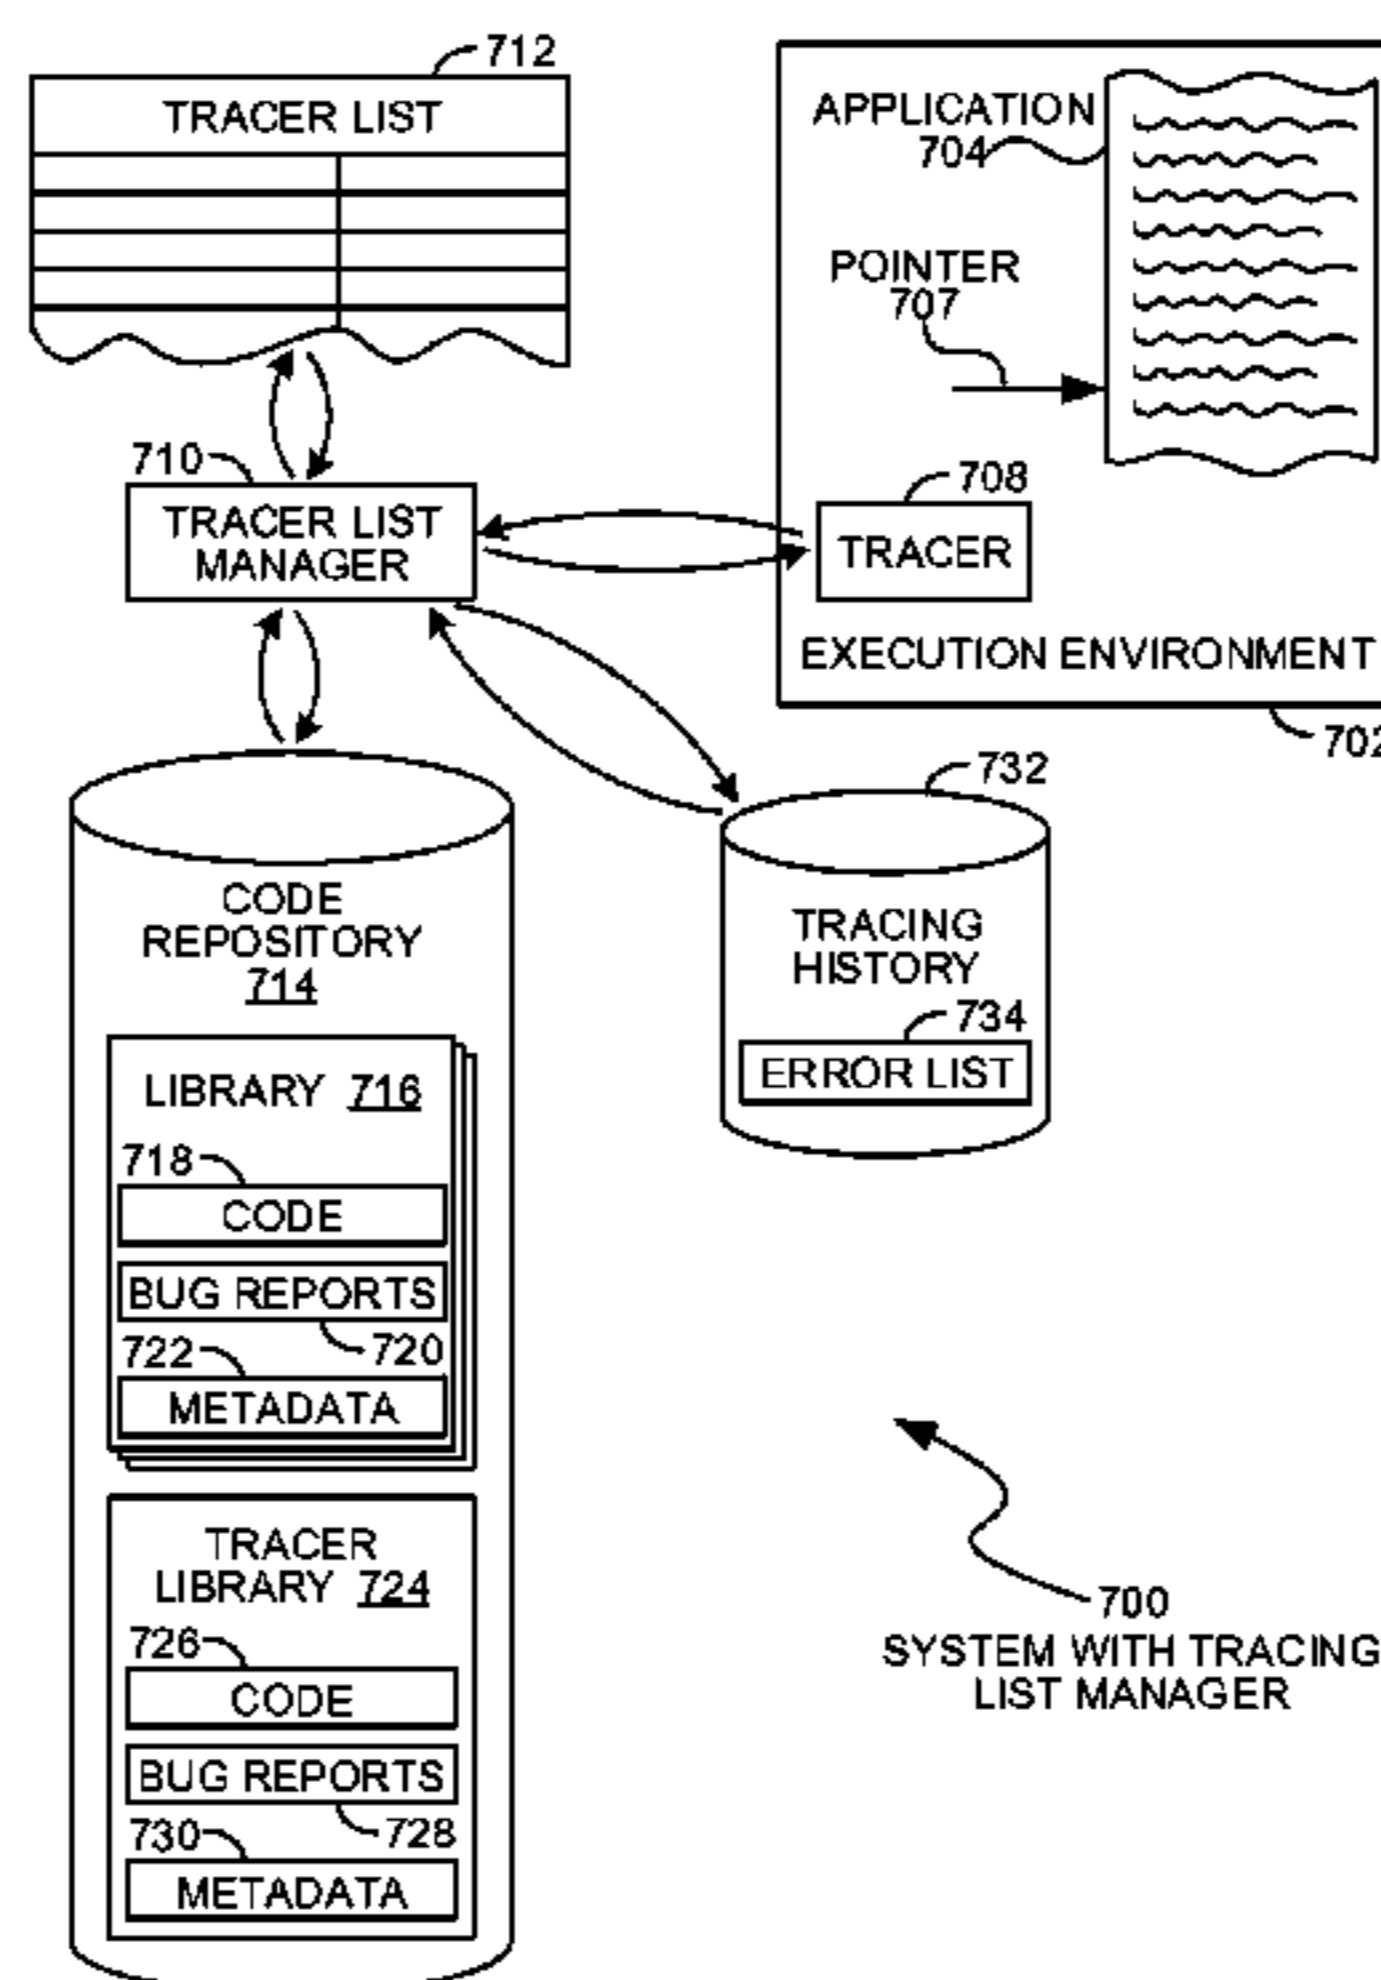 712
TRACER LIST
APPLICATION
704
POINTER
707
710
TRACER LIST
MANAGER
708
TRACER
EXECUTION ENVIRONMENT
702
732
CODE
REPOSITORY
714
TRACING
HISTORY
734
ERROR LIST
LIBRARY 716
718
CODE
BUG REPORTS
720
722
METADATA
TRACER
LIBRARY 724
726
CODE
BUG REPORTS
728
730
METADATA
700
SYSTEM WITH TRACING
LIST MANAGER